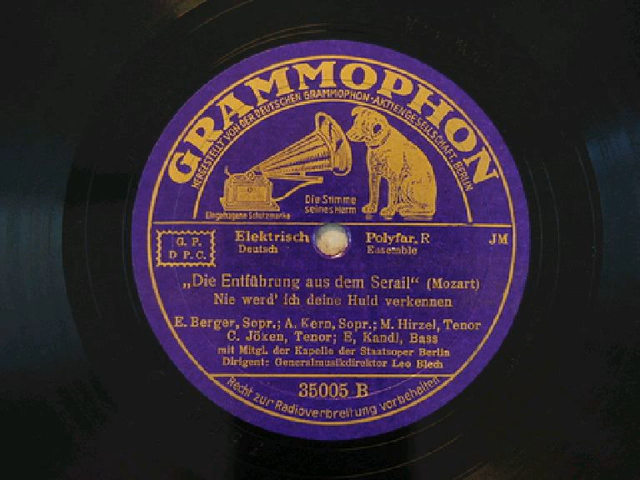 GRAMMOPHON
HERGESTELLT VON DER DEUTSCHEN GRAMMOPHON-AKTIENGESELLSCHAFT, BERLIN
Die Stimme
seines Herrn
Eingetragene Schutzmarke
G. P.
D. P. C.
Elektrisch
Deutsch
Polyfar, R
Ensemble
JM
„Die Entführung aus dem Serail“ (Mozart)
Nie werd' ich deine Huld verkennen
E. Berger, Sopr.; A. Kern, Sopr.; M. Hirzel, Tenor
C. Jöken, Tenor; E. Kandl, Bass
mit Mitgl. der Kapelle der Staatsoper Berlin
Dirigent: Generalmusikdirektor Leo Blech
35005 B
Recht zur Radioverbreitung vorbehalten